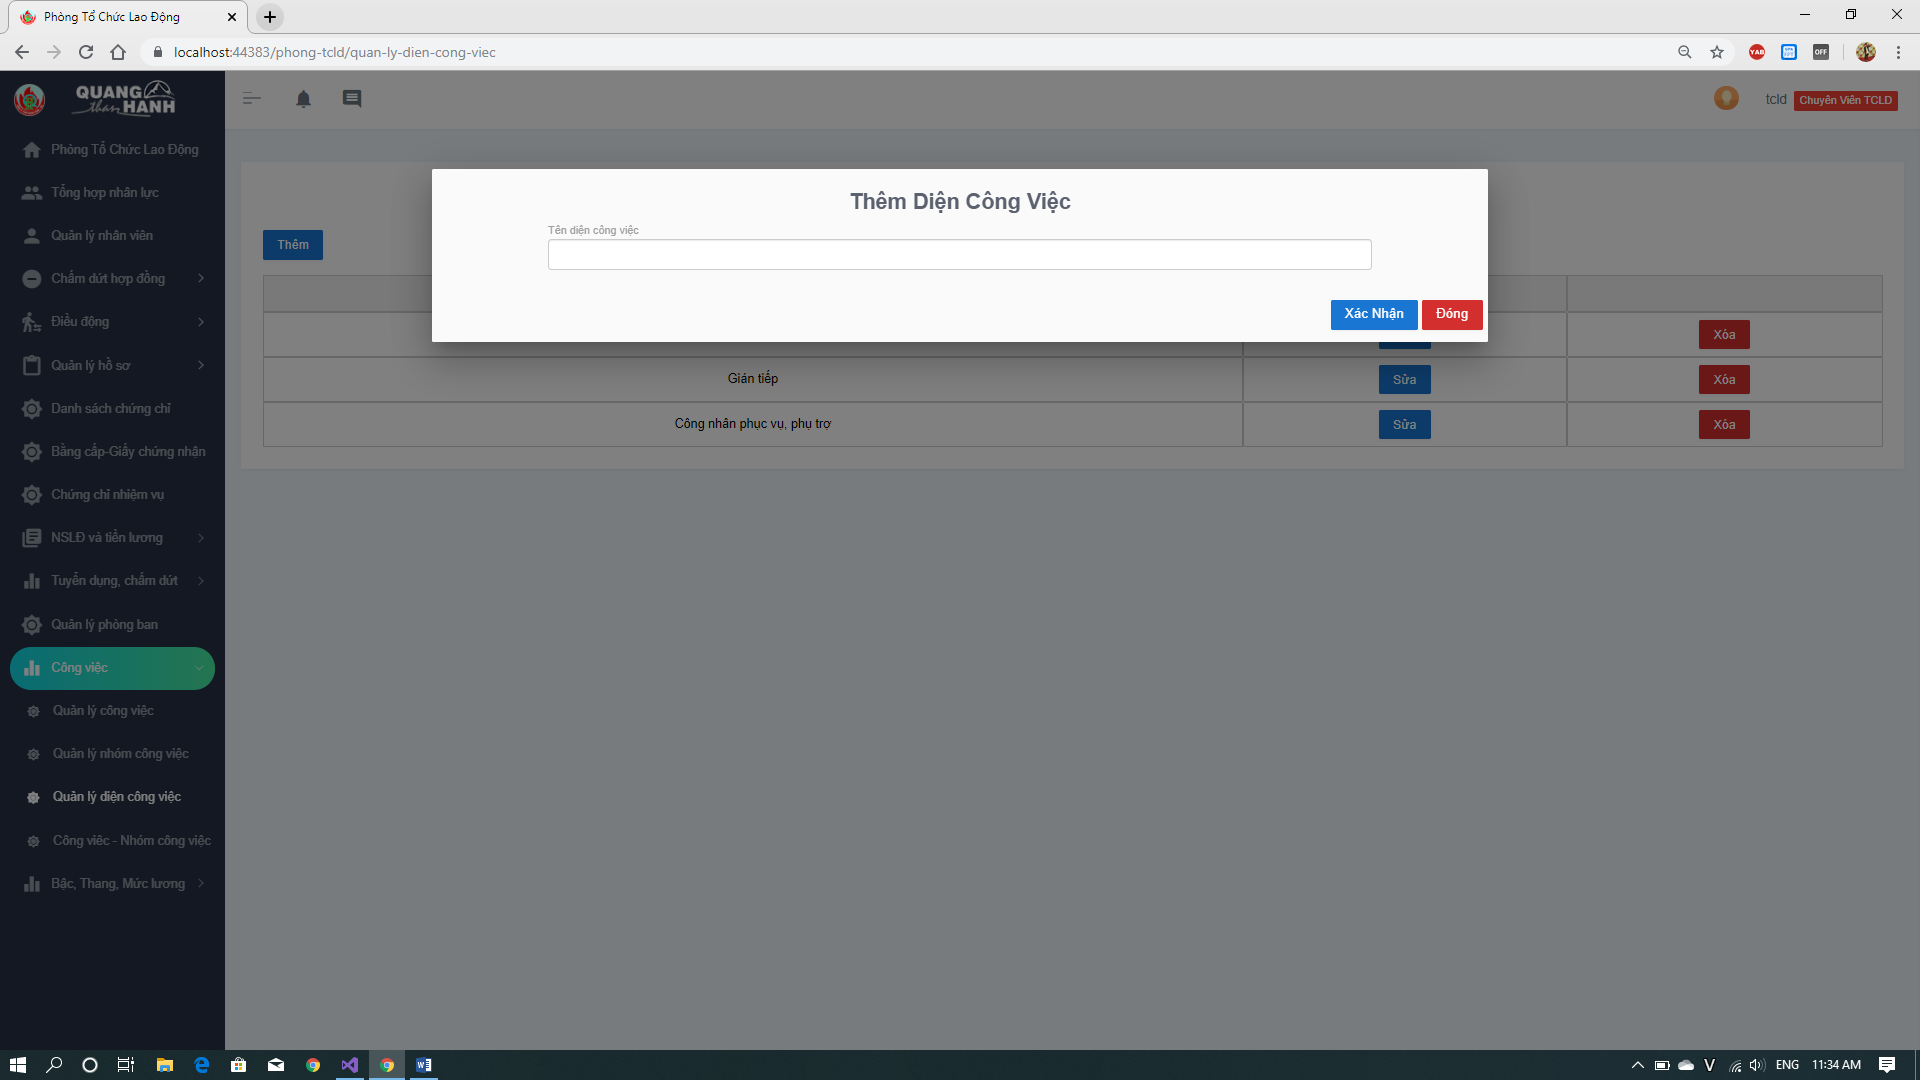 Phòng Tổ Chức Lao Động
localhost:44383/phong-tcld/quan-ly-dien-cong-viec
YAB
OFF
QUANG HANH
than
tcld
Chuyên Viên TCLD
Phòng Tổ Chức Lao Động
Tổng hợp nhân lực
Quản lý nhân viên
Chấm dứt hợp đồng
Điều động
Quản lý hồ sơ
Danh sách chứng chỉ
Bằng cấp-Giấy chứng nhận
Chứng chỉ nhiệm vụ
NSLĐ và tiền lương
Tuyển dụng, chấm dứt
Quản lý phòng ban
Công việc
Quản lý công việc
Quản lý nhóm công việc
Quản lý diện công việc
Công viêc - Nhóm công việc
Bậc, Thang, Mức lương
Thêm Diện Công Việc
Tên diện công việc
Xác Nhận Đóng
Thêm
Xóa
Gián tiếp Sửa Xóa
Công nhân phục vụ, phụ trợ Sửa Xóa
V ENG 11:34 AM